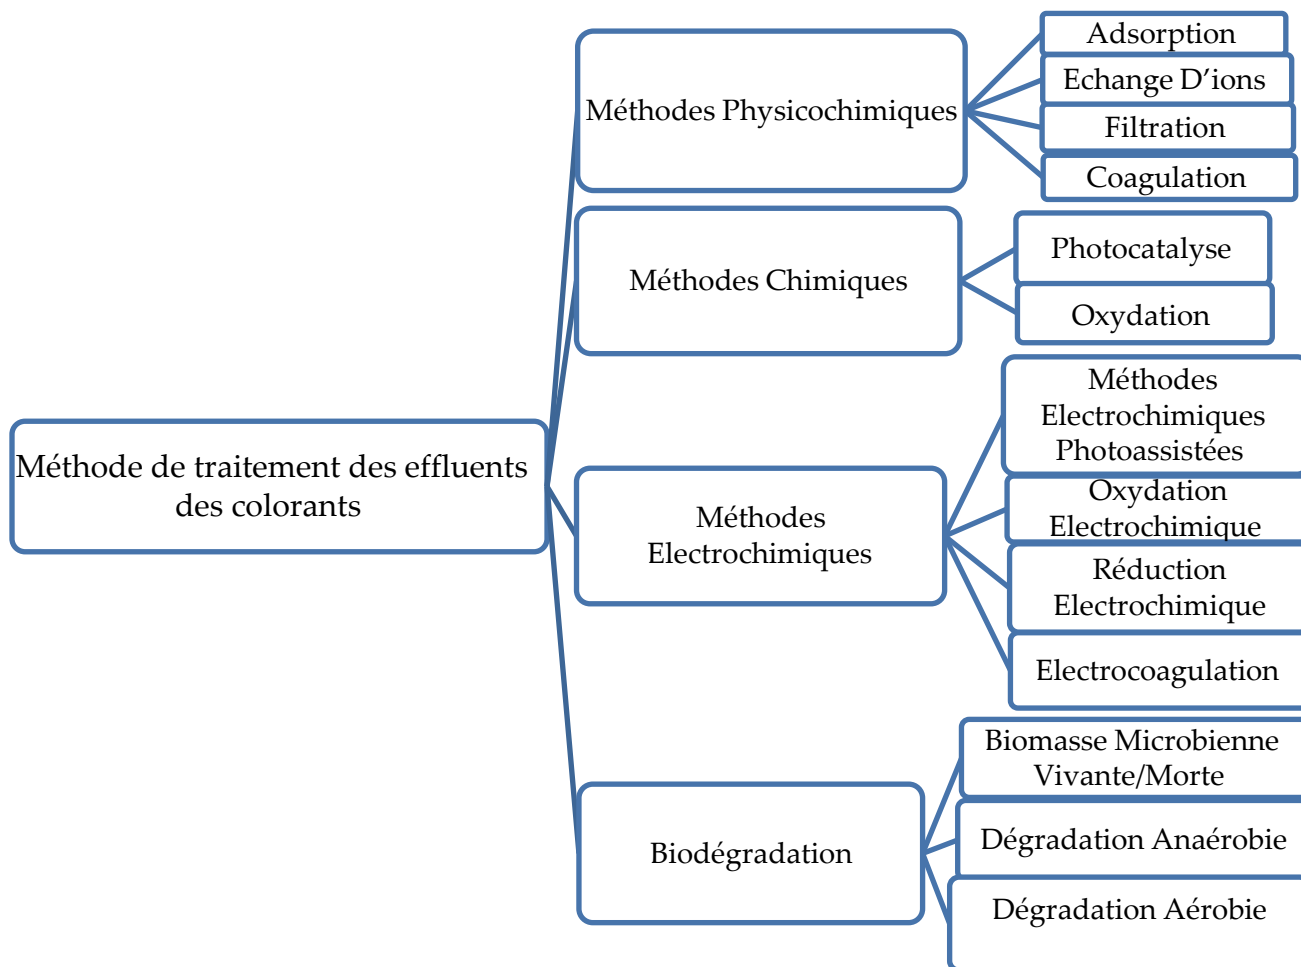 Méthode de traitement des effluents
des colorants
Méthodes Physicochimiques
Adsorption
Echange D’ions
Filtration
Coagulation
Méthodes Chimiques
Photocatalyse
Oxydation
Méthodes
Electrochimiques
Méthodes
Electrochimiques
Photoassistées
Oxydation
Electrochimique
Réduction
Electrochimique
Electrocoagulation
Biodégradation
Biomasse Microbienne
Vivante/Morte
Dégradation Anaérobie
Dégradation Aérobie